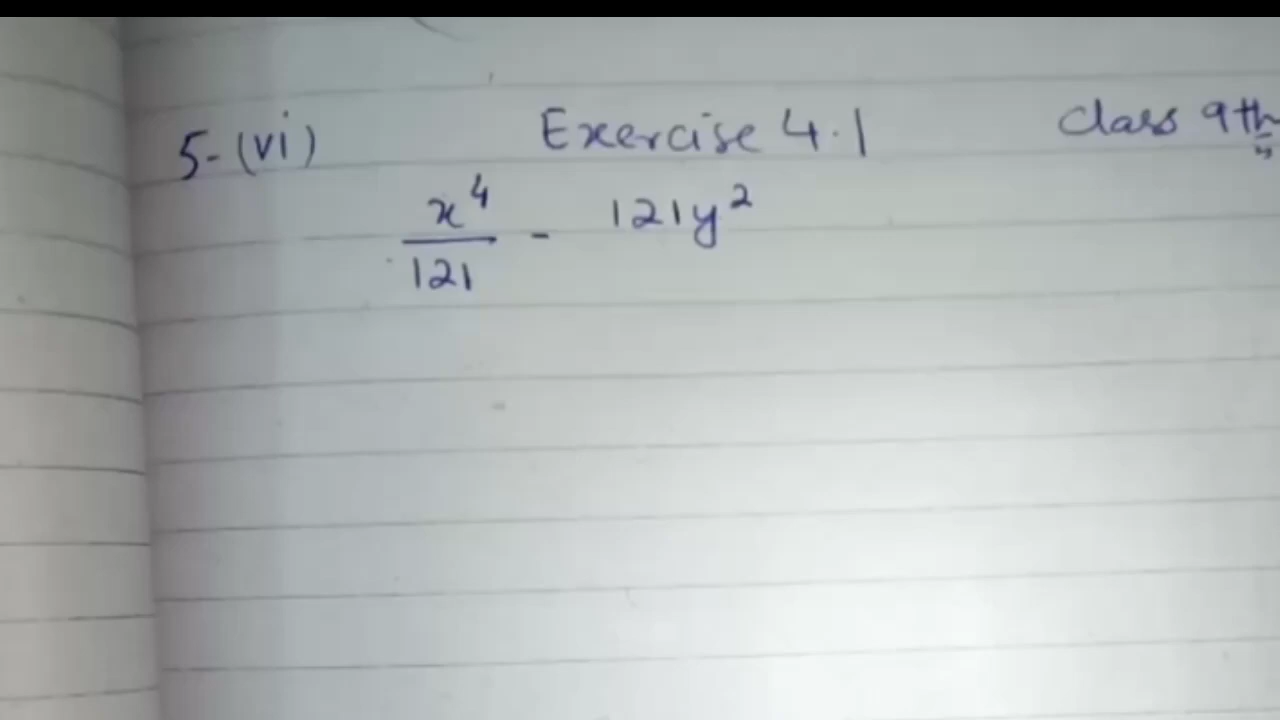 5-(vi) Exercise 4.1 Class 9th
x⁴/121 - 121y²